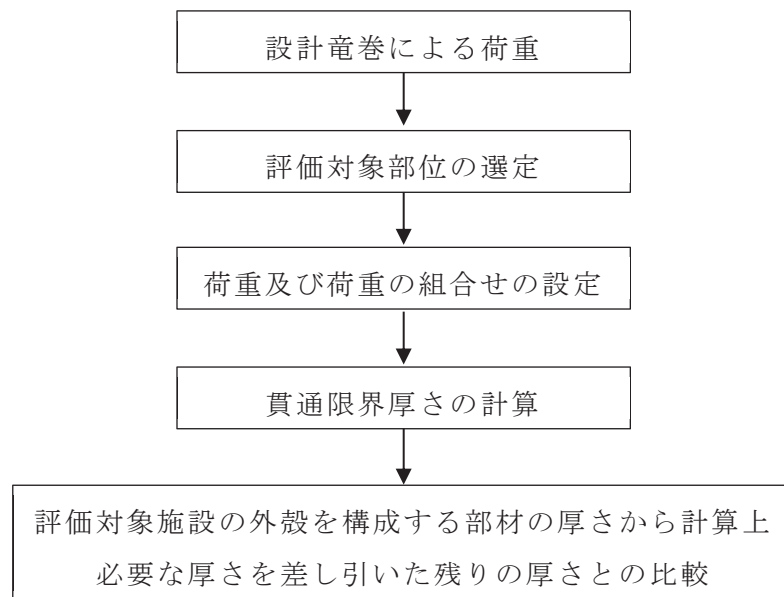 設計竜巻による荷重
評価対象部位の選定
荷重及び荷重の組合せの設定
貫通限界厚さの計算
評価対象施設の外殻を構成する部材の厚さから計算上
必要な厚さを差し引いた残りの厚さとの比較